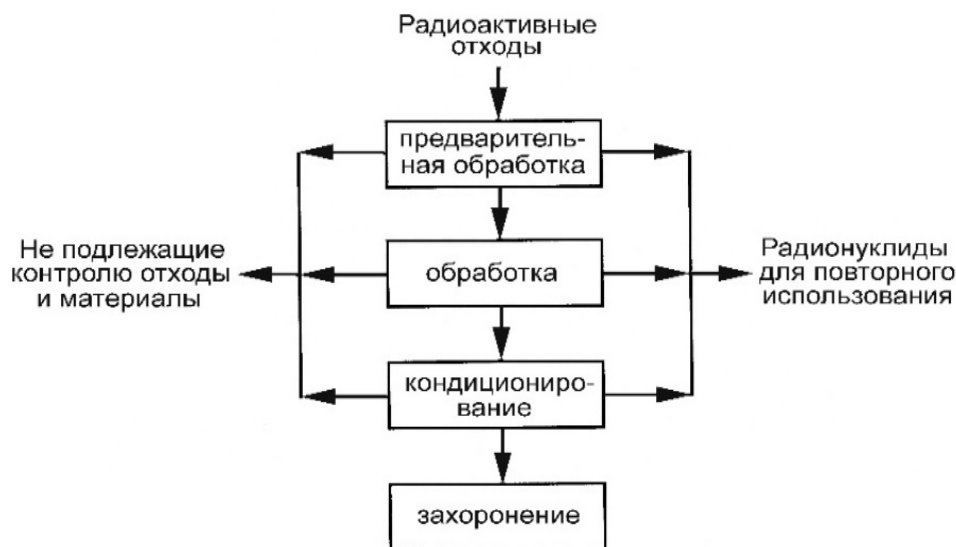 Радиоактивные
отходы
предваритель-
ная обработка
Не подлежащие
контролю отходы
и материалы
обработка
Радионуклиды
для повторного
использования
кондициониро-
вание
захоронение